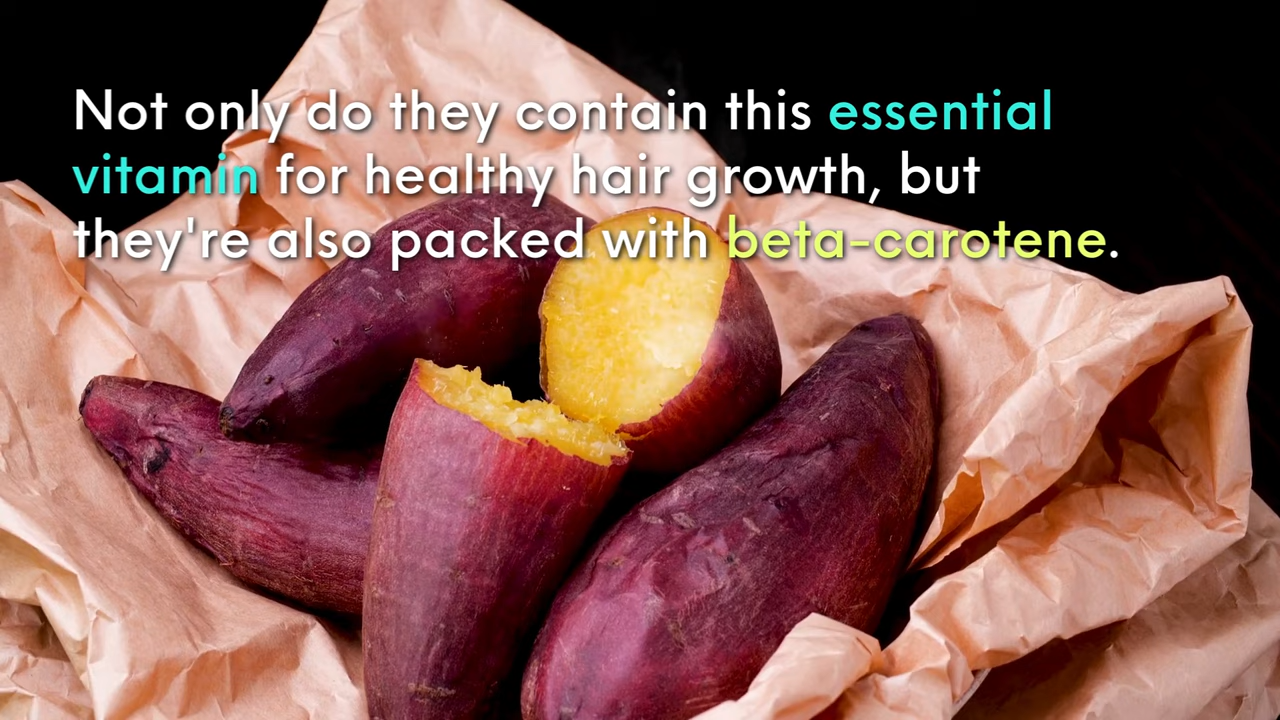 Not only do they contain this essential
vitamin for healthy hair growth, but
they're also packed with beta-carotene.